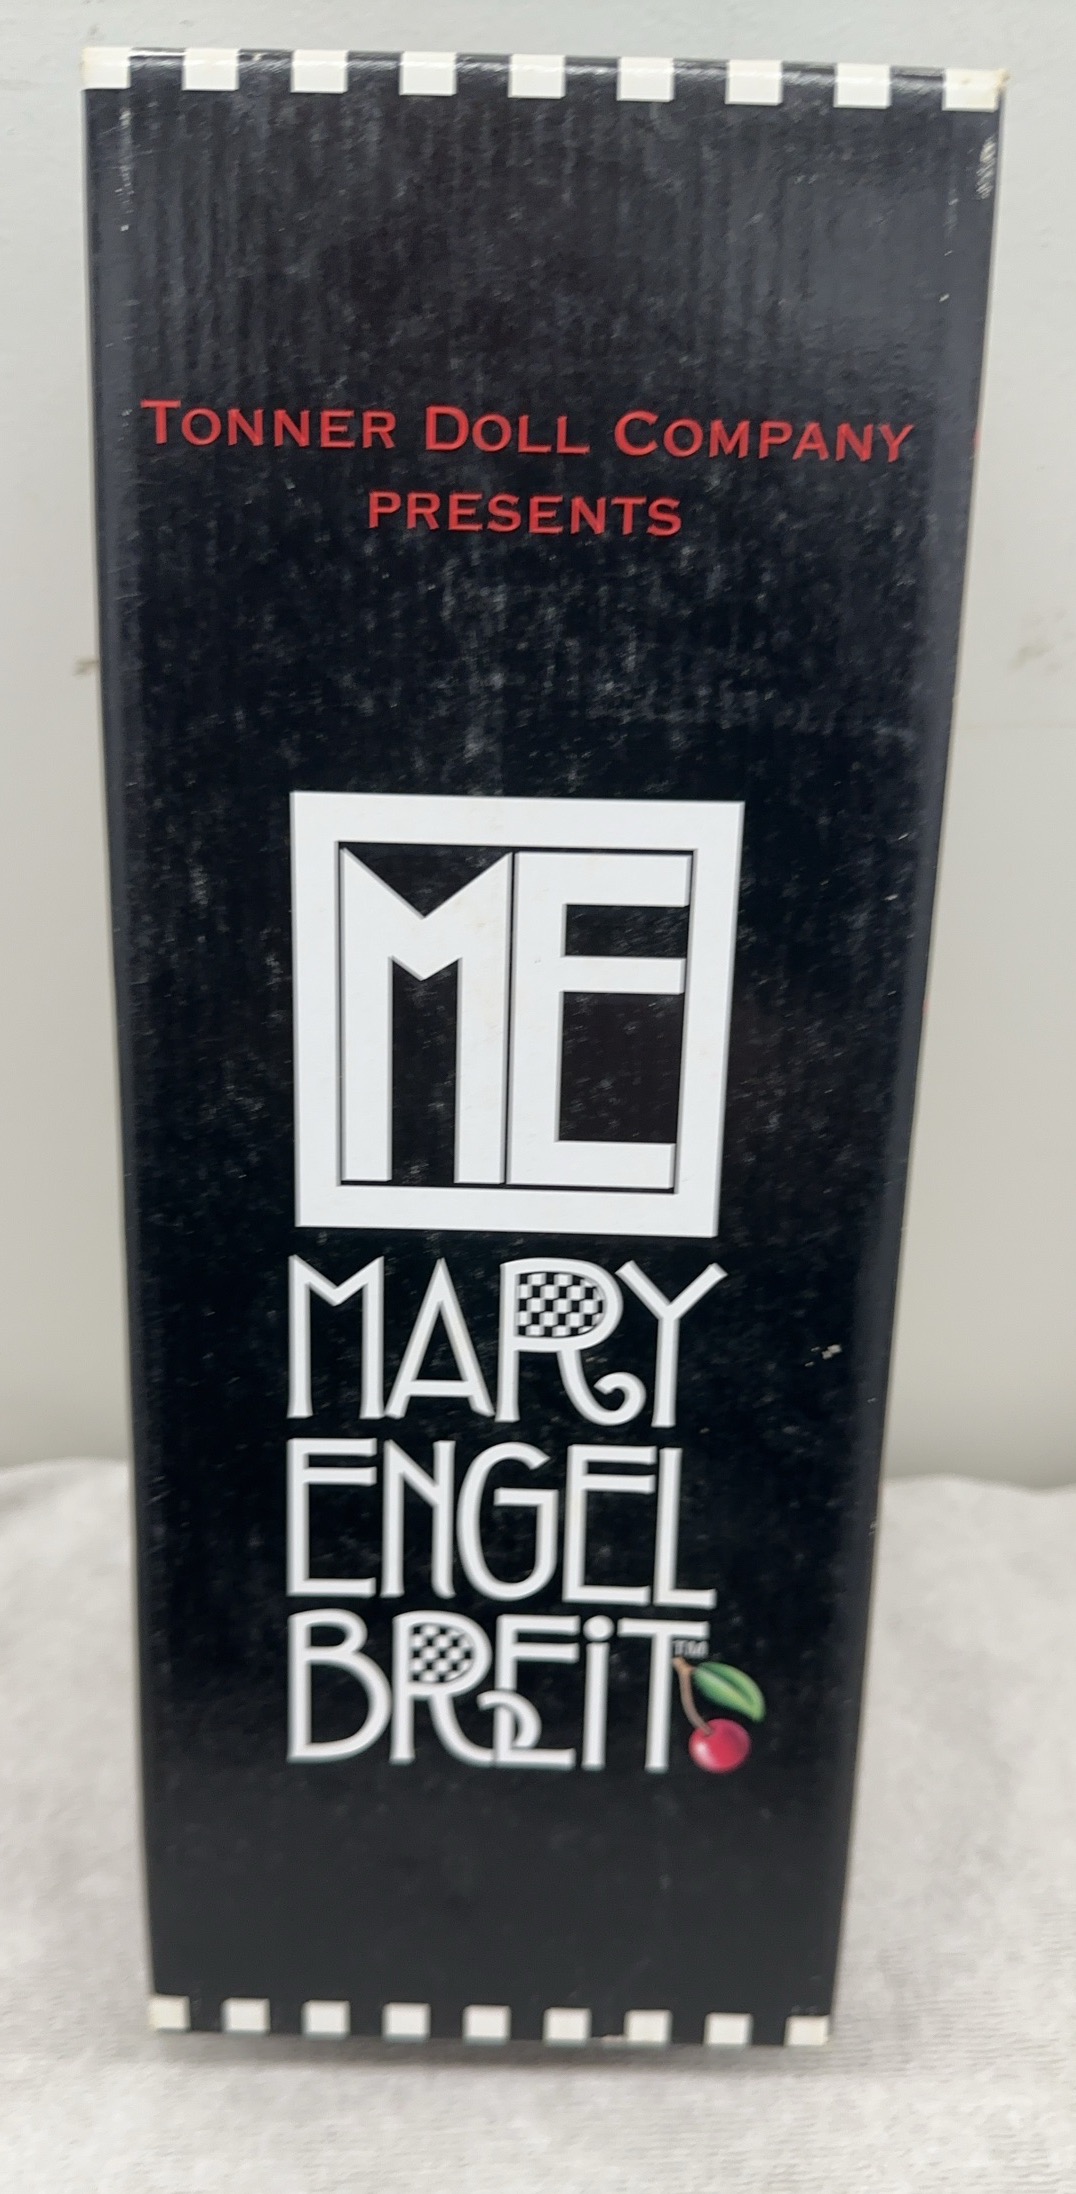 TONNER DOLL COMPANY
PRESENTS
ME
MARY
ENGEL
BREiT™